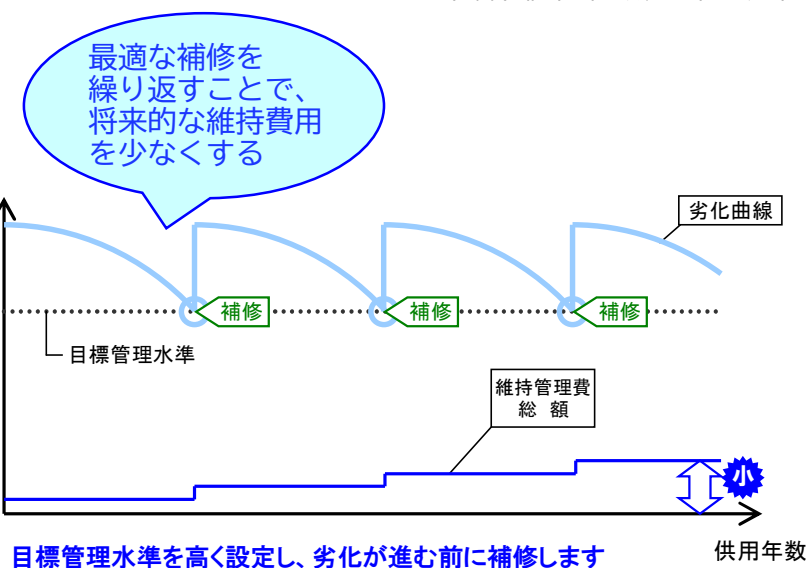 最適な補修を
繰り返すことで、
将来的な維持費用
を少なくする
劣化曲線
補修
補修
補修
目標管理水準
維持管理費
総 額
小
供用年数
目標管理水準を高く設定し、劣化が進む前に補修します